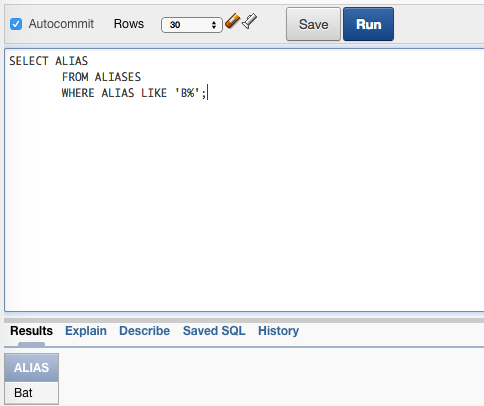 Autocommit Rows 30 Save Run
SELECT ALIAS
FROM ALIASES
WHERE ALIAS LIKE 'B%';
Results Explain Describe Saved SQL History
ALIAS
Bat